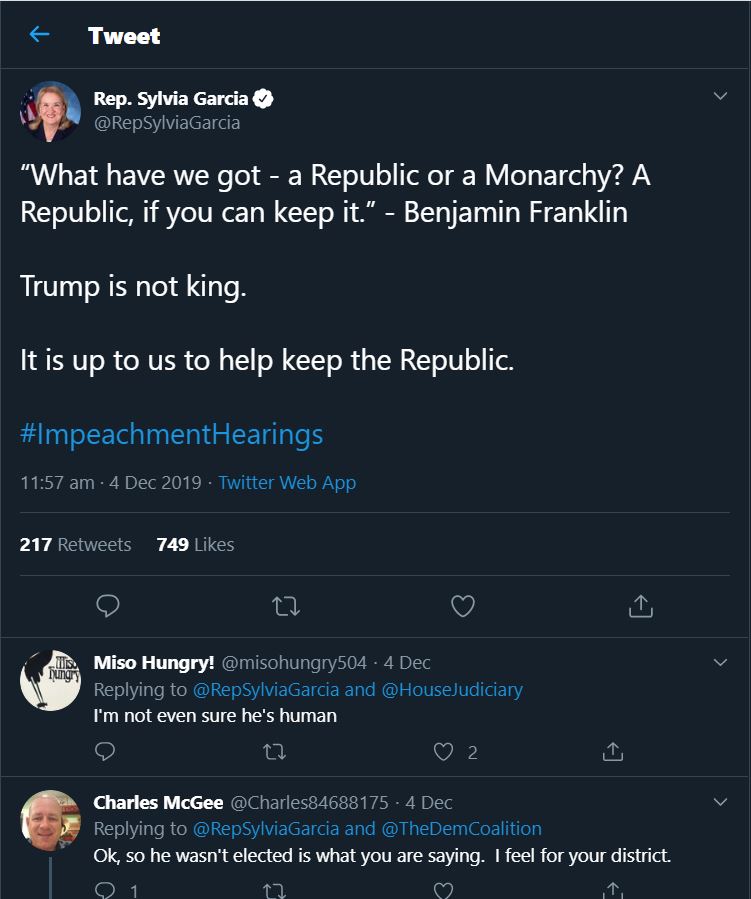 Tweet
Rep. Sylvia Garcia
@RepSylviaGarcia
“What have we got - a Republic or a Monarchy? A
Republic, if you can keep it.” - Benjamin Franklin
Trump is not king.
It is up to us to help keep the Republic.
#ImpeachmentHearings
11:57 am · 4 Dec 2019 · Twitter Web App
217 Retweets 749 Likes
Miso hungry
Miso Hungry! @misohungry504 · 4 Dec
Replying to @RepSylviaGarcia and @HouseJudiciary
I'm not even sure he's human
2
Charles McGee @Charles84688175 · 4 Dec
Replying to @RepSylviaGarcia and @TheDemCoalition
Ok, so he wasn't elected is what you are saying.  I feel for your district.
1